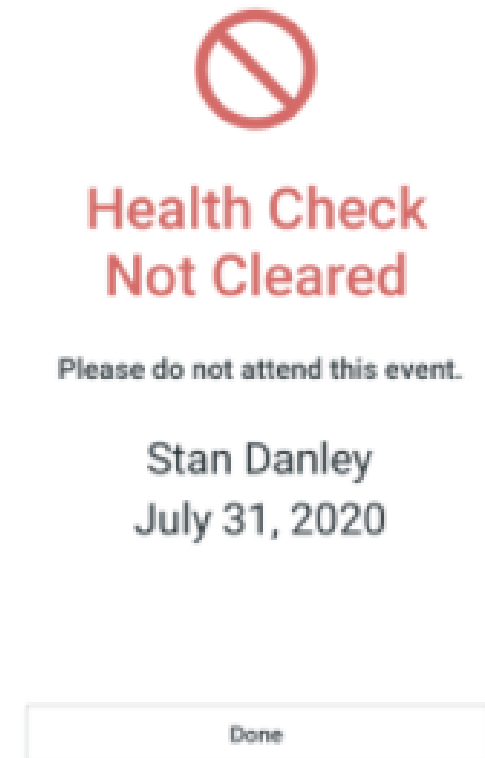 Health Check
Not Cleared
Please do not attend this event.
Stan Danley
July 31, 2020
Done